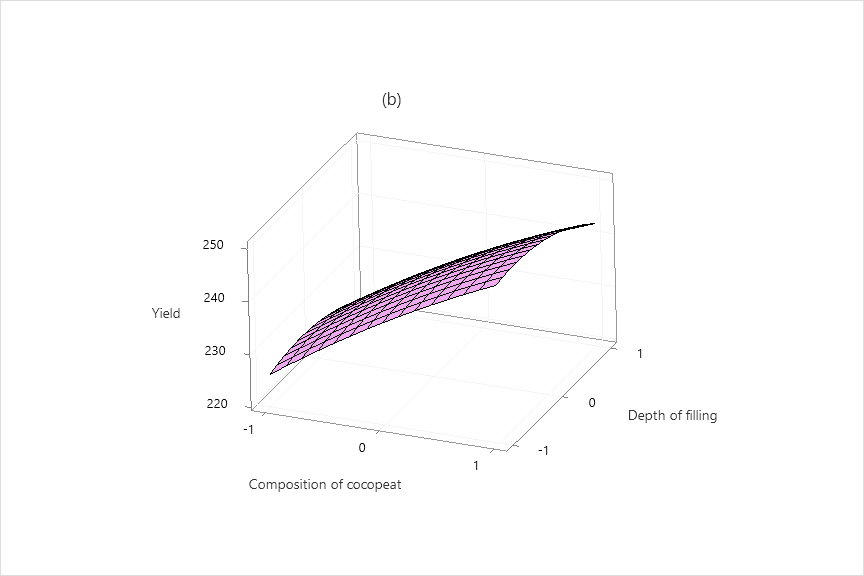 (b)
250
240
Yield
230
220
-1
0
1
-1
0
1
Depth of filling
Composition of cocopeat